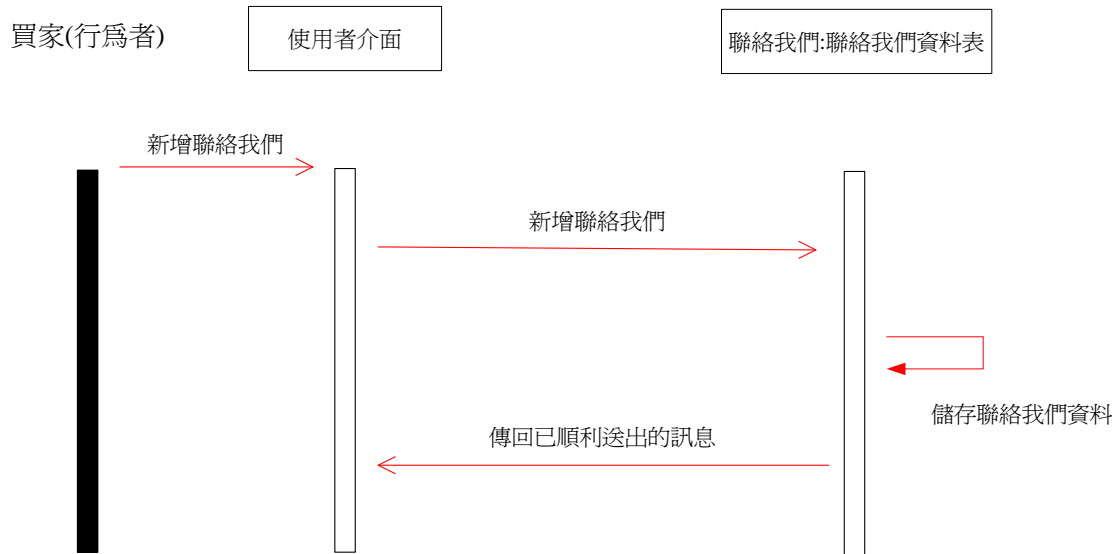 買家(行為者)
使用者介面
聯絡我們:聯絡我們資料表
新增聯絡我們
新增聯絡我們
儲存聯絡我們資料
傳回已順利送出的訊息